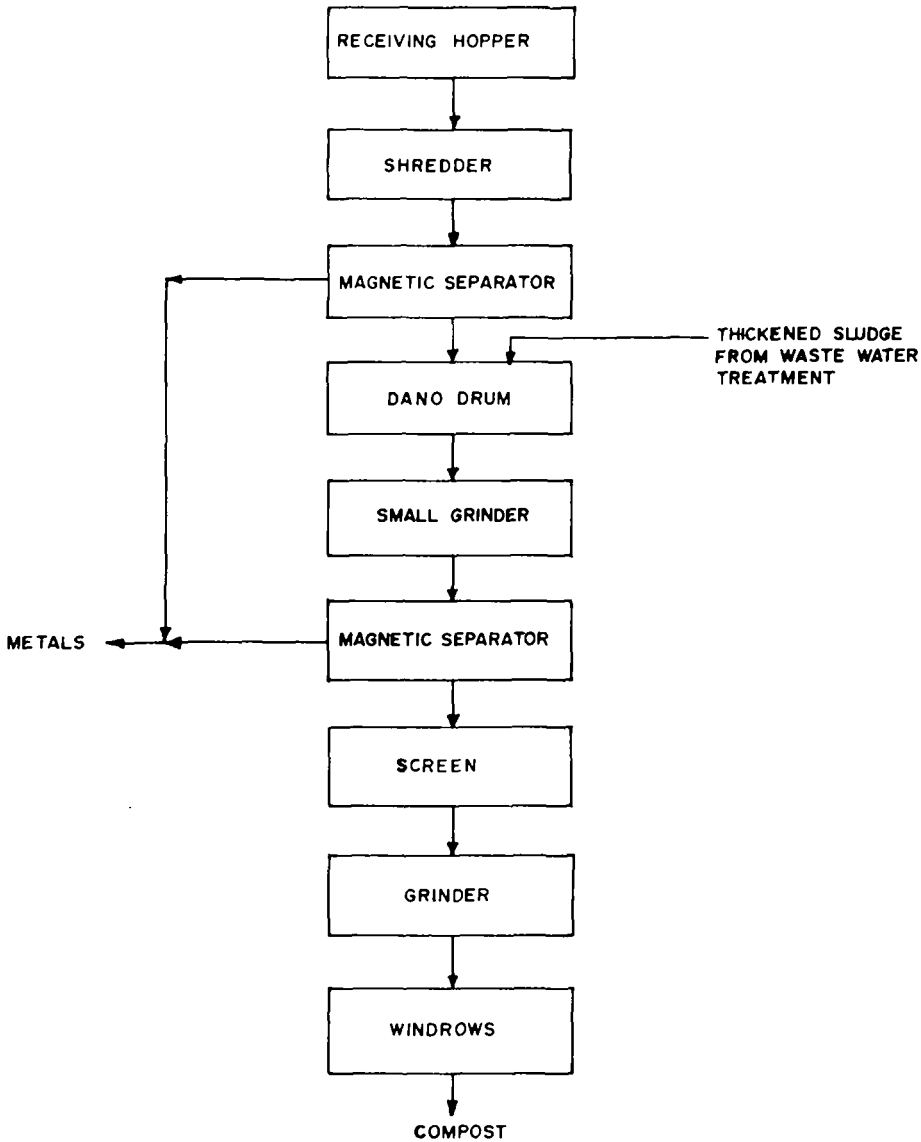 RECEIVING HOPPER
SHREDDER
MAGNETIC SEPARATOR
THICKENED SLUDGE
FROM WASTE WATER
TREATMENT
DANO DRUM
SMALL GRINDER
METALS
MAGNETIC SEPARATOR
SCREEN
GRINDER
WINDROWS
COMPOST